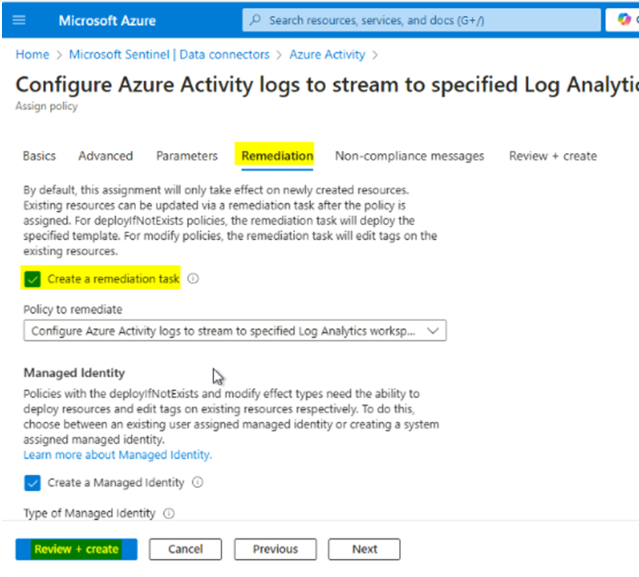 Microsoft Azure
Search resources, services, and docs (G+/)
Home > Microsoft Sentinel | Data connectors > Azure Activity >
Configure Azure Activity logs to stream to specified Log
Assign policy
Basics Advanced Parameters Remediation Non-compliance messages Review + create
By default, this assignment will only take effect on newly created resources.
Existing resources can be updated via a remediation task after the policy is
assigned. For deployIfNotExists policies, the remediation task will deploy the
specified template. For modify policies, the remediation task will edit tags on the
existing resources.
Create a remediation task
Policy to remediate
Configure Azure Activity logs to stream to specified Log Analytics worksp...
Managed Identity
Policies with the deployIfNotExists and modify effect types need the ability to
deploy resources and edit tags on existing resources respectively. To do this,
choose between an existing user assigned managed identity or creating a system
assigned managed identity.
Learn more about Managed Identity.
Create a Managed Identity
Type of Managed Identity
Review + create Cancel Previous Next